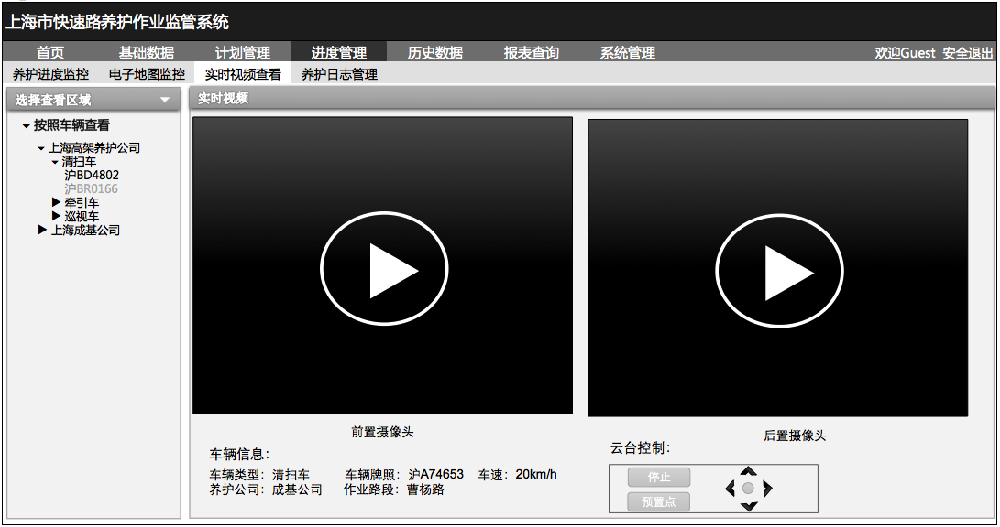 上海市快速路养护作业监管系统
首页 基础数据 计划管理 进度管理 历史数据 报表查询 系统管理 欢迎Guest 安全退出
养护进度监控 电子地图监控 实时视频查看 养护日志管理
选择查看区域
按照车辆查看
上海高架养护公司
清扫车
沪BD4802
沪BR0166
牵引车
巡视车
上海成基公司
实时视频
前置摄像头
后置摄像头
车辆信息：
车辆类型：清扫车 车辆牌照：沪A74653 车速：20km/h
养护公司：成基公司 作业路段：曹杨路
云台控制：
停止
预置点